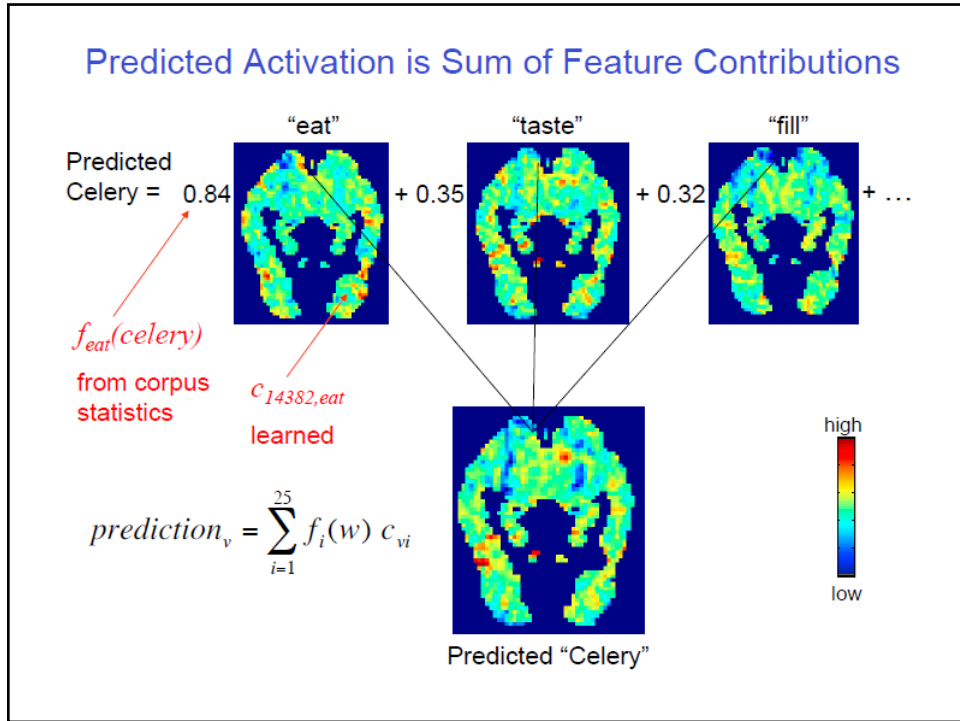 Predicted Activation is Sum of Feature Contributions
“eat”
“taste”
“fill”
Predicted
Celery = 0.84 + 0.35 + 0.32 + …
f_eat(celery)
from corpus
statistics
c_14382,eat
learned
prediction_v = ∑_{i=1}^{25} f_i(w) c_vi
high
low
Predicted “Celery”